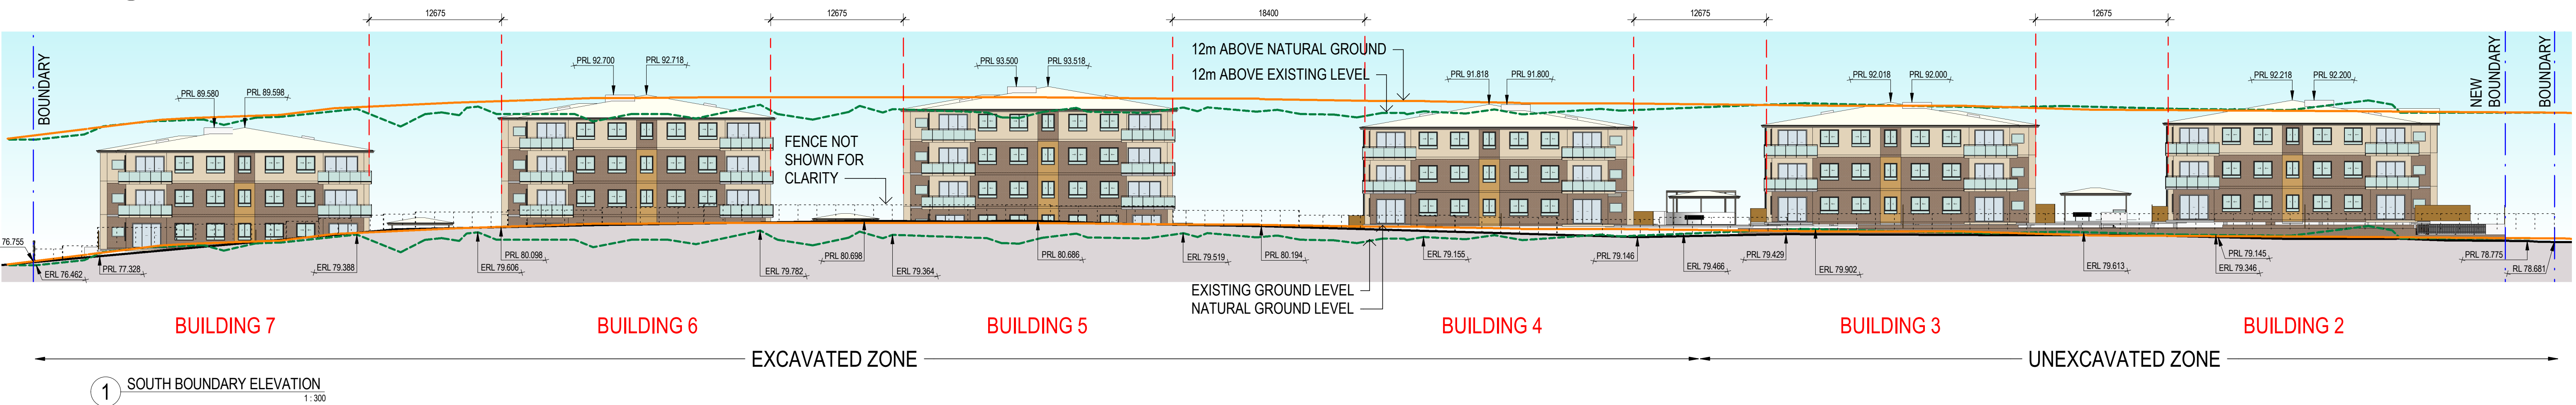 12675
12675
18400
12675
12675
BOUNDARY
PRL 89.580
PRL 89.598
PRL 92.700
PRL 92.718
PRL 93.500
PRL 93.518
12m ABOVE NATURAL GROUND
12m ABOVE EXISTING LEVEL
PRL 91.818
PRL 91.800
PRL 92.018
PRL 92.000
PRL 92.218
PRL 92.200
NEW
BOUNDARY
BOUNDARY
FENCE NOT
SHOWN FOR
CLARITY
76.755
ERL 76.462
PRL 77.328
ERL 79.388
ERL 79.606
PRL 80.098
ERL 79.782
PRL 80.698
ERL 79.364
PRL 80.686
ERL 79.519
PRL 80.194
ERL 79.155
PRL 79.146
ERL 79.466
PRL 79.429
ERL 79.902
ERL 79.613
PRL 79.145
ERL 79.346
PRL 78.775
RL 78.681
EXISTING GROUND LEVEL
NATURAL GROUND LEVEL
BUILDING 7
BUILDING 6
BUILDING 5
BUILDING 4
BUILDING 3
BUILDING 2
EXCAVATED ZONE
UNEXCAVATED ZONE
1
SOUTH BOUNDARY ELEVATION
1 : 300